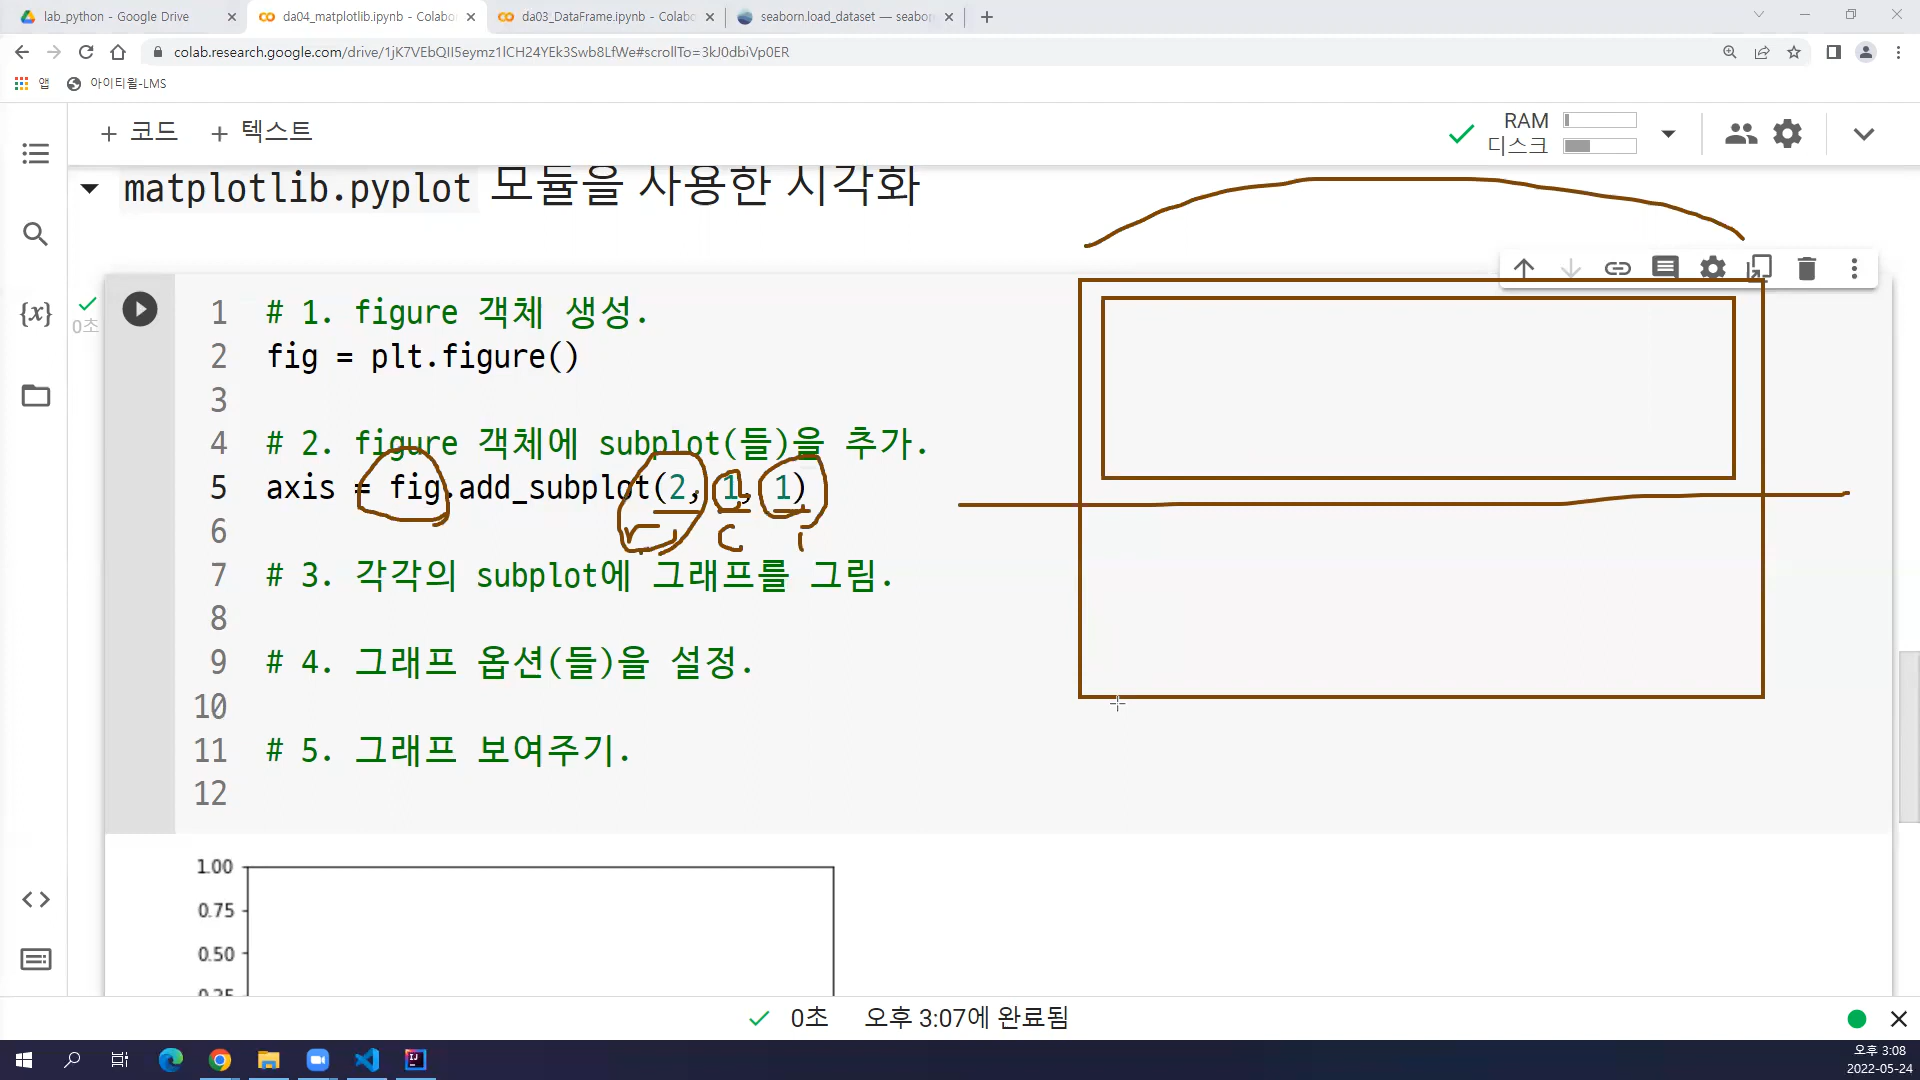 lab_python - Google Drive
da04_matplotlib.ipynb - Colabo
da03_DataFrame.ipynb - Colabo
seaborn.load_dataset — seabor
colab.research.google.com/drive/1jK7VEbQII5eymz1lCH24YEk3Swb8LfWe#scrollTo=3kJ0dbiVp0ER
앱
아이티윌-LMS
+ 코드
+ 텍스트
RAM
디스크
matplotlib.pyplot 모듈을 사용한 시각화
{x}
0초
1 # 1. figure 객체 생성.
2 fig = plt.figure()
3
4 # 2. figure 객체에 subplot(들)을 추가.
5 axis = fig.add_subplot(2, 1, 1)
r c i
6
7 # 3. 각각의 subplot에 그래프를 그림.
8
9 # 4. 그래프 옵션(들)을 설정.
10
11 # 5. 그래프 보여주기.
12
1.00
0.75
0.50
0.25
0초 오후 3:07에 완료됨
오후 3:08
2022-05-24